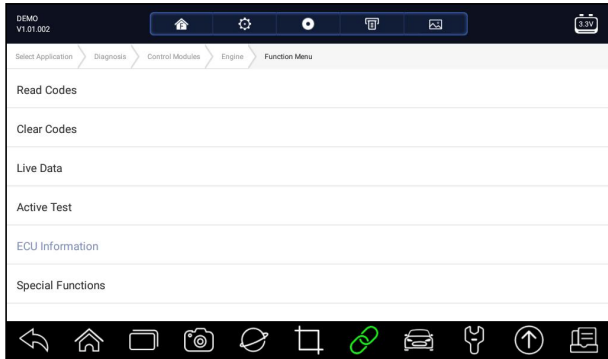 DEMO
V1.01.002
3.3V
Select Application Diagnosis Control Modules Engine Function Menu
Read Codes
Clear Codes
Live Data
Active Test
ECU Information
Special Functions